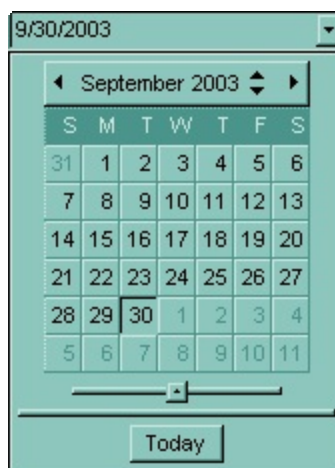 9/30/2003
September 2003
S M T W T F S
31 1 2 3 4 5 6
7 8 9 10 11 12 13
14 15 16 17 18 19 20
21 22 23 24 25 26 27
28 29 30 1 2 3 4
5 6 7 8 9 10 11
Today